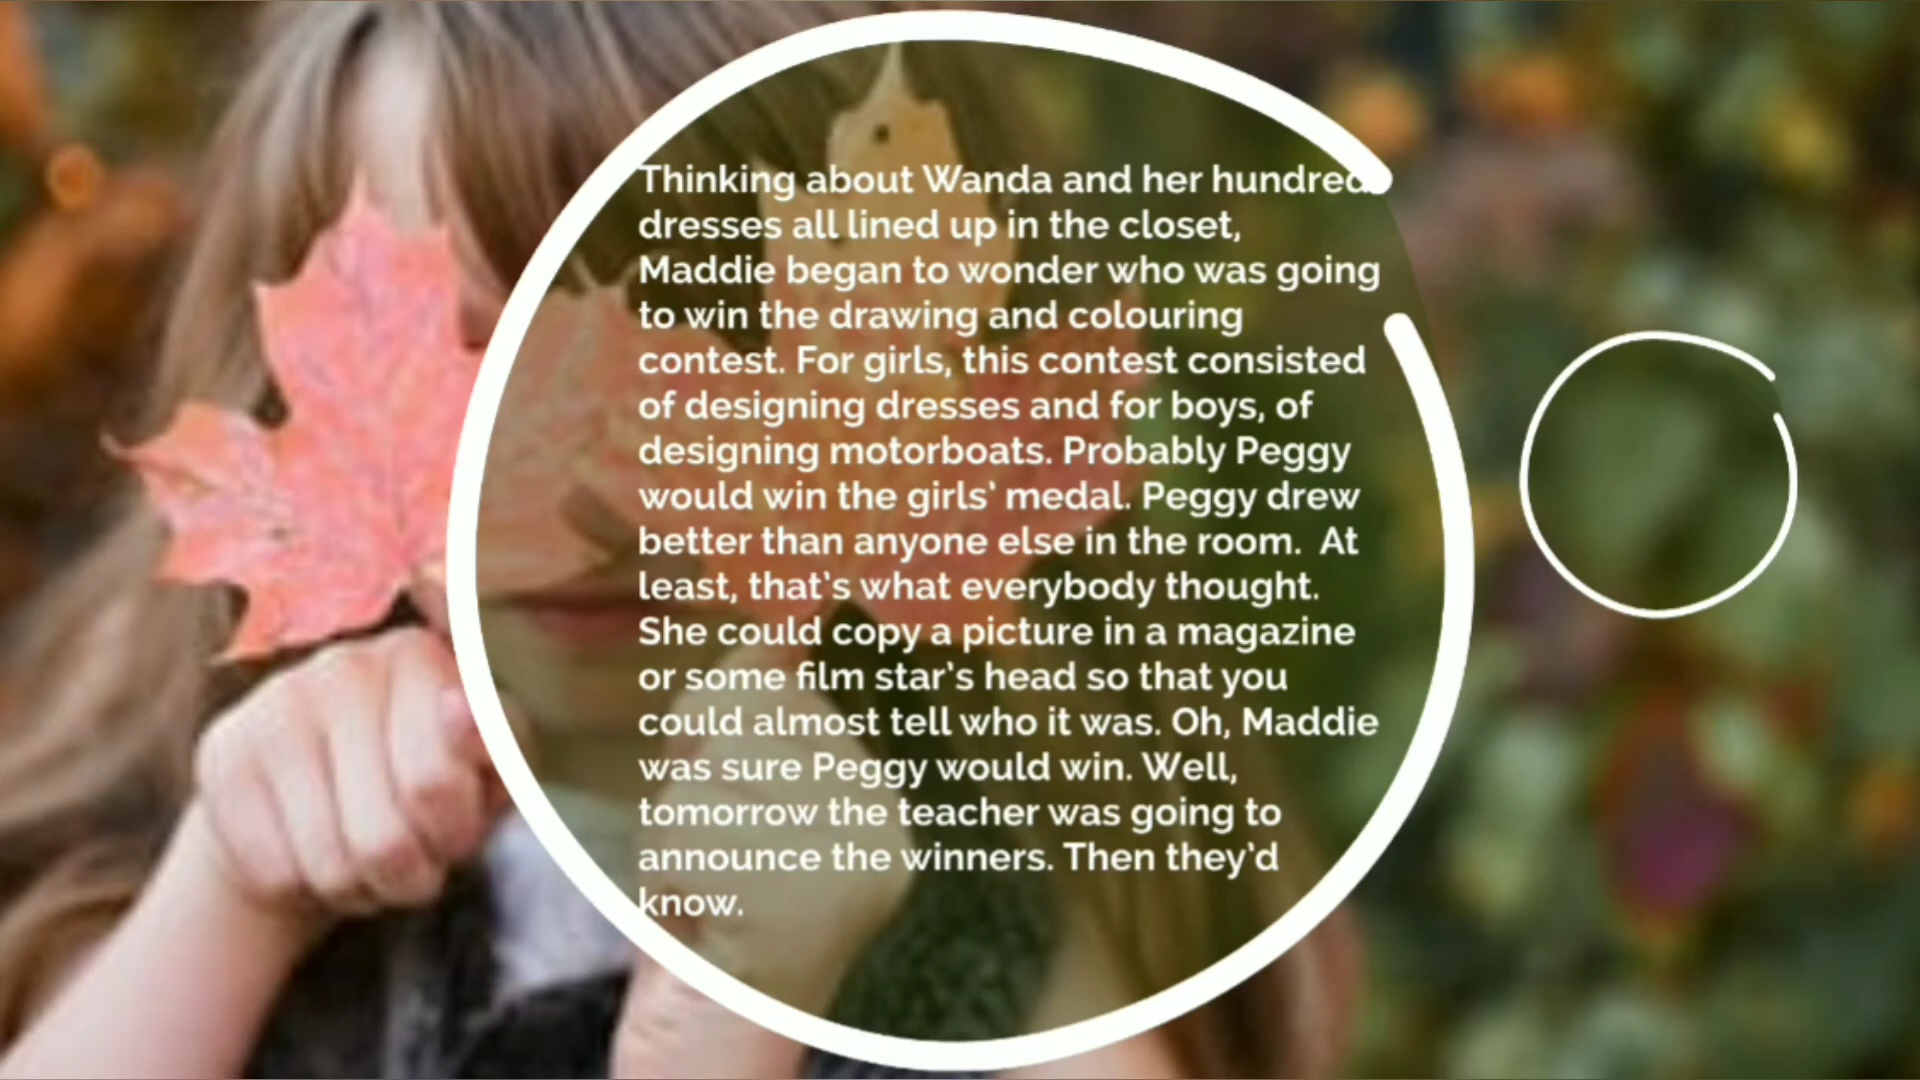 Thinking about Wanda and her hundred
dresses all lined up in the closet,
Maddie began to wonder who was going
to win the drawing and colouring
contest. For girls, this contest consisted
of designing dresses and for boys, of
designing motorboats. Probably Peggy
would win the girls' medal. Peggy drew
better than anyone else in the room.  At
least, that's what everybody thought.
She could copy a picture in a magazine
or some film star's head so that you
could almost tell who it was. Oh, Maddie
was sure Peggy would win. Well,
tomorrow the teacher was going to
announce the winners. Then they'd
know.